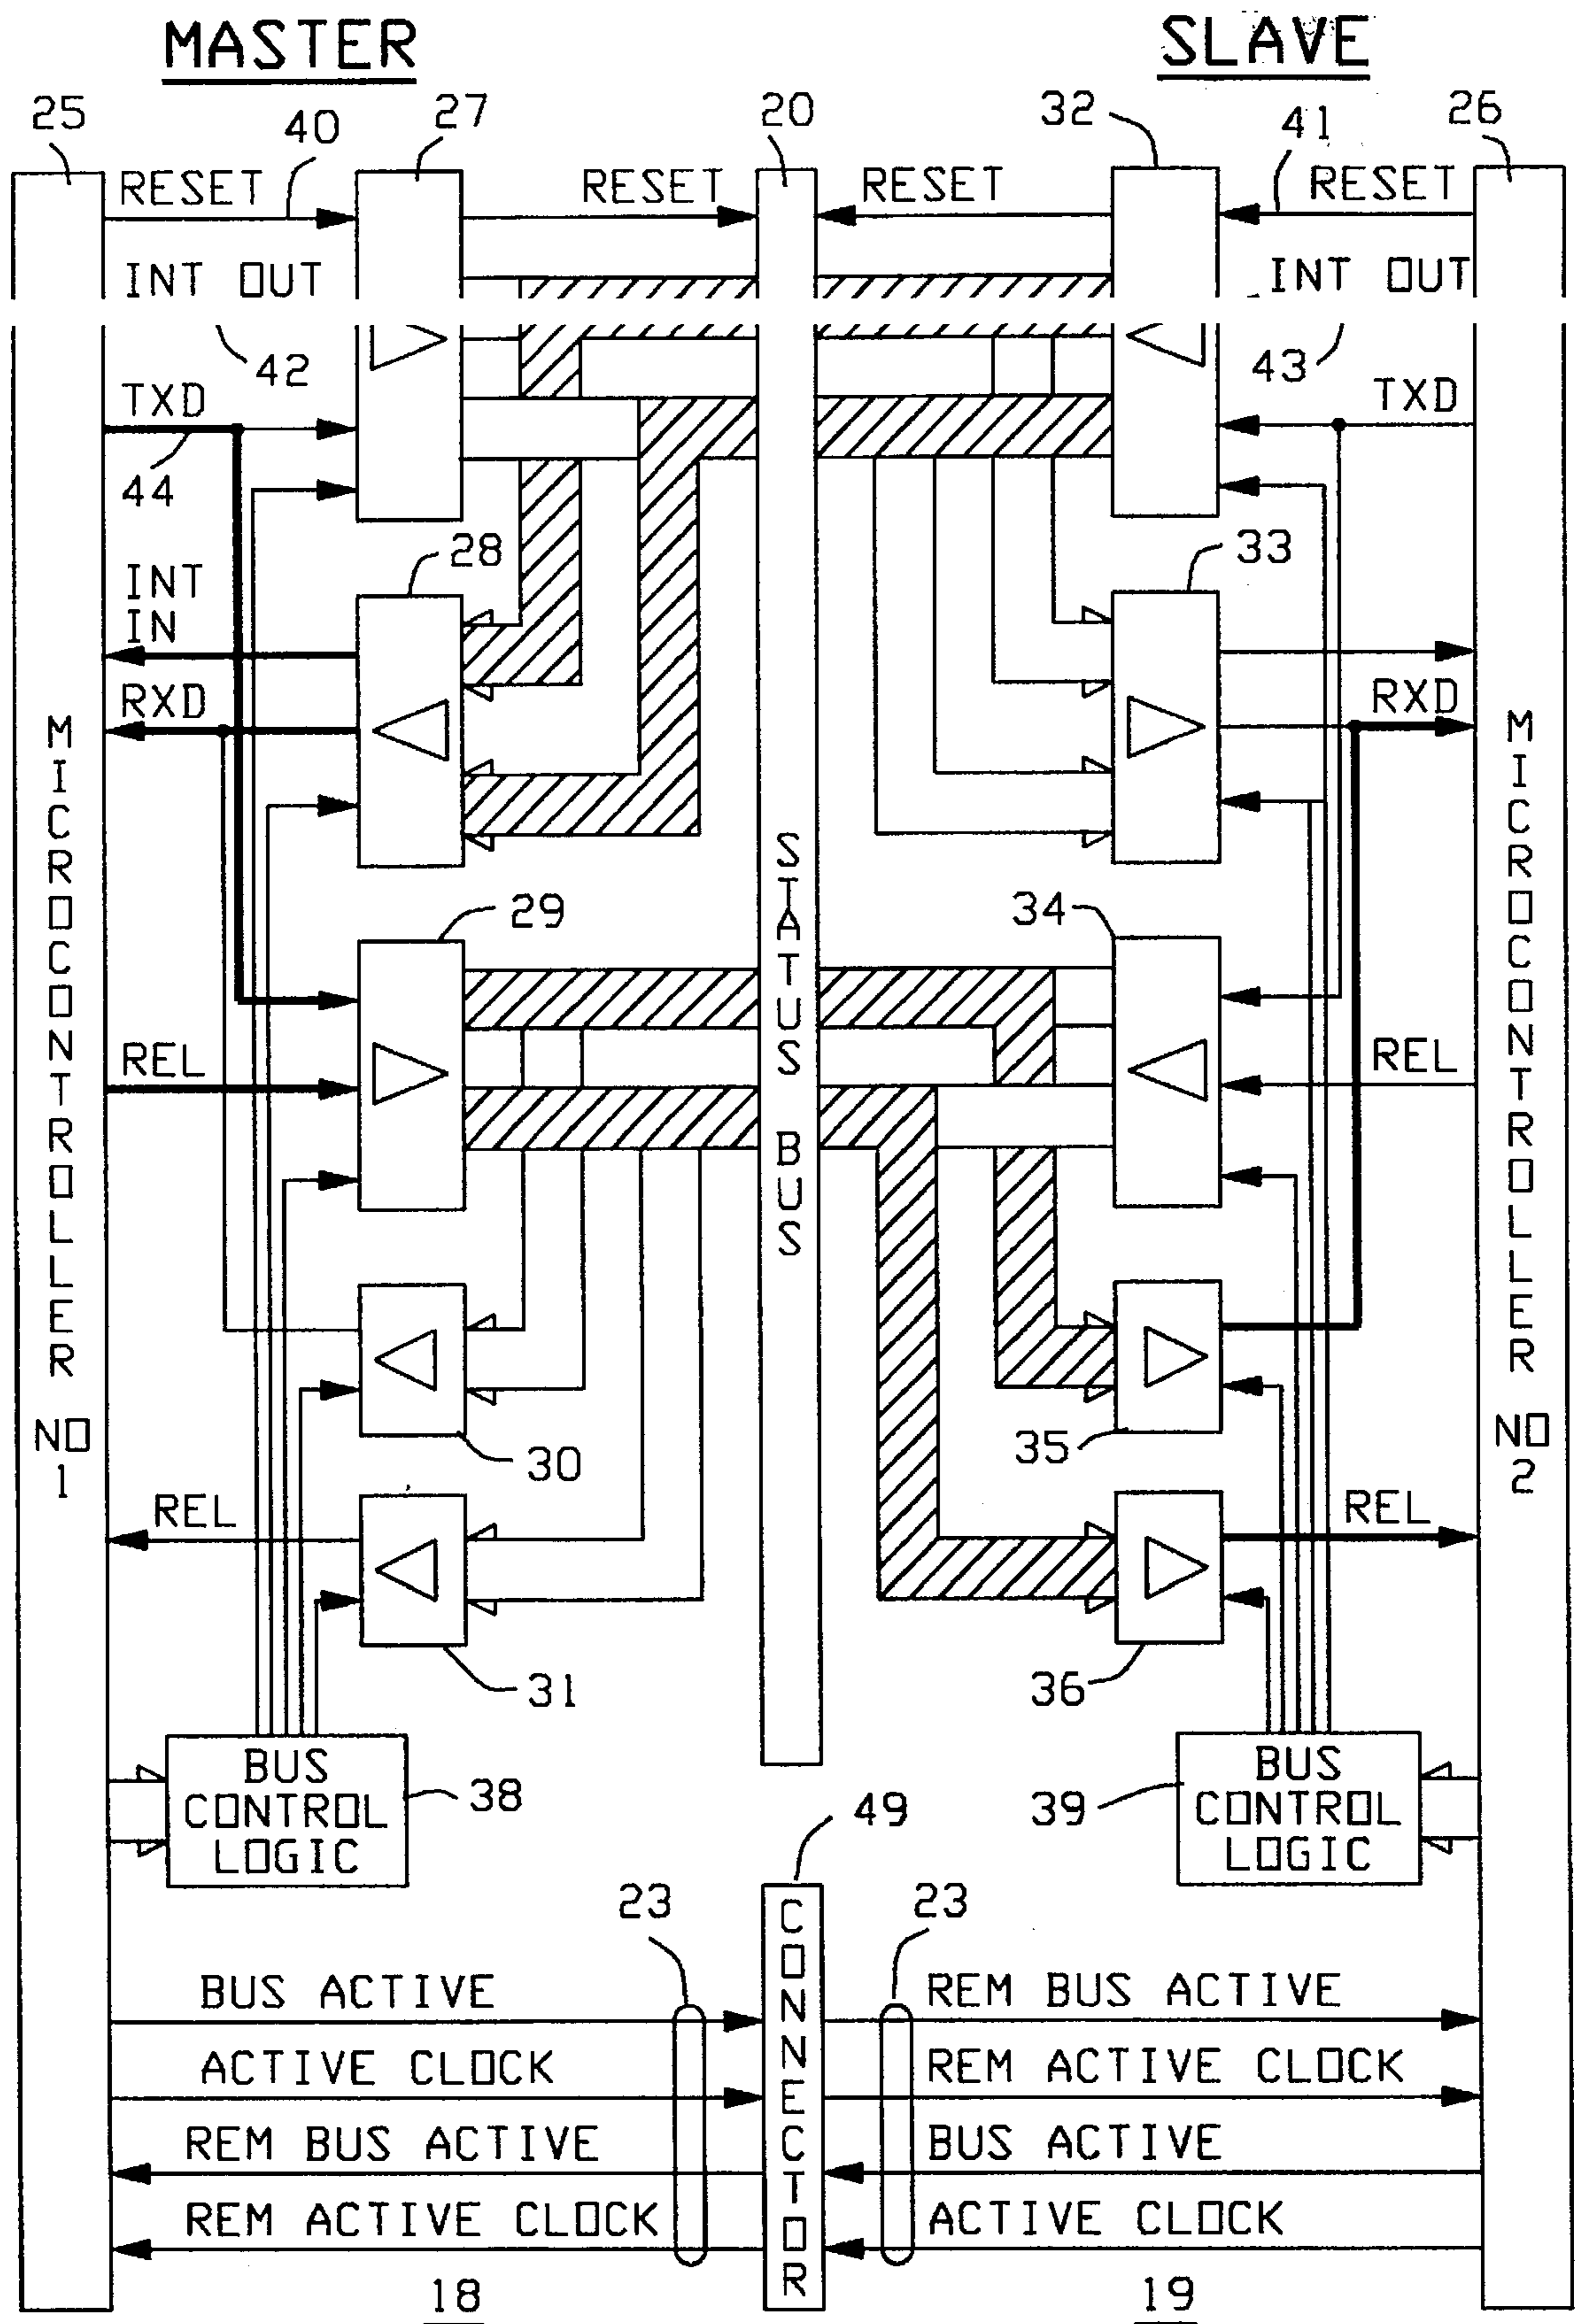 MASTER
SLAVE
25
40
27
20
32
41
26
RESET
RESET
RESET
RESET
INT OUT
INT OUT
42
43
TXD
TXD
44
28
33
INT
IN
RXD
RXD
MICROCONTROLLER NO 1
STATUS BUS
MICROCONTROLLER NO 2
29
34
REL
REL
30
35
REL
REL
31
36
BUS
CONTROL
LOGIC
38
39
BUS
CONTROL
LOGIC
49
23
23
CONNECTOR
BUS ACTIVE
REM BUS ACTIVE
ACTIVE CLOCK
REM ACTIVE CLOCK
REM BUS ACTIVE
BUS ACTIVE
REM ACTIVE CLOCK
ACTIVE CLOCK
18
19